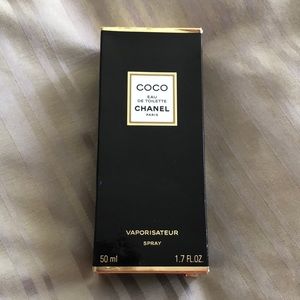 COCO
EAU
DE TOILETTE
CHANEL
PARIS
VAPORISATEUR
SPRAY
50 ml 1.7 FL.OZ.